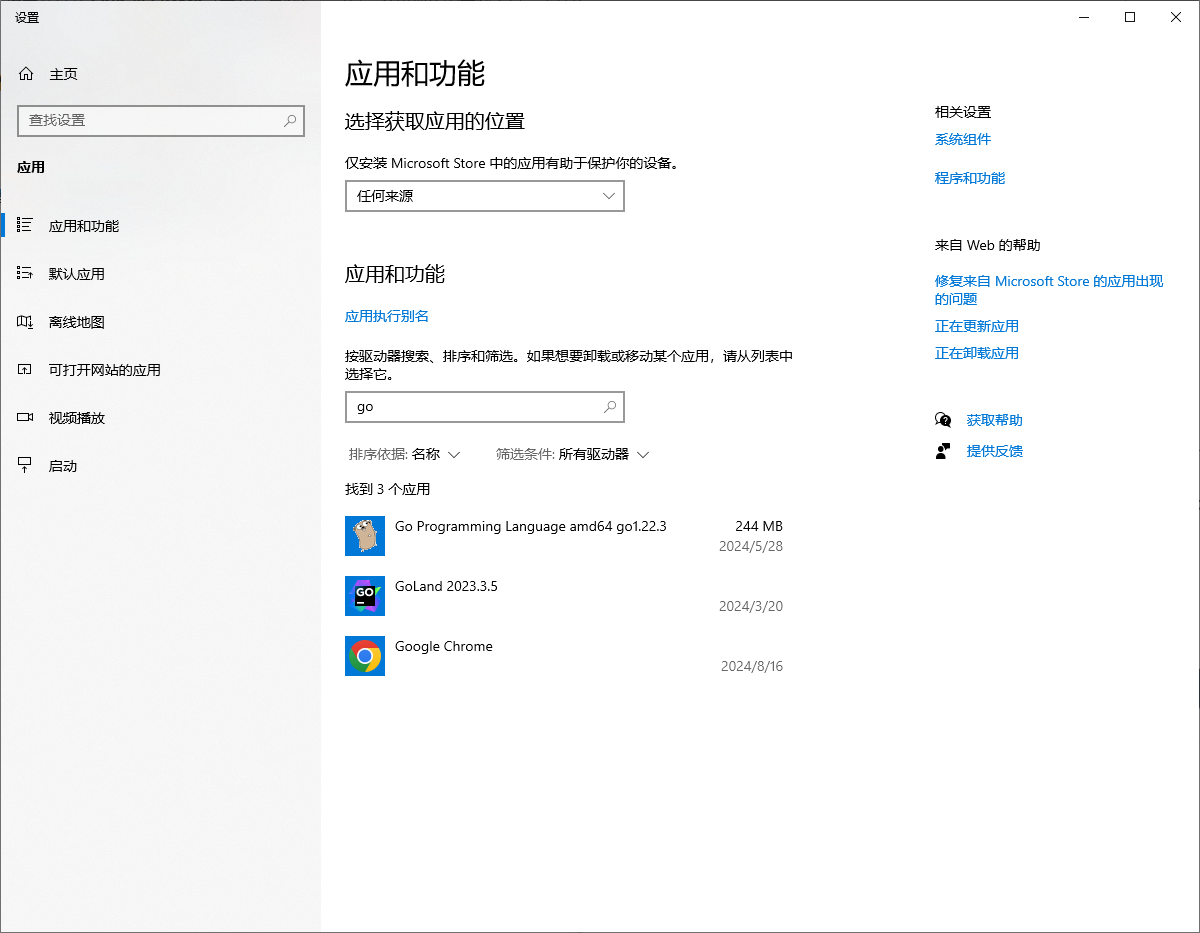 设置
主页
查找设置
应用
应用和功能
默认应用
离线地图
可打开网站的应用
视频播放
启动
应用和功能
选择获取应用的位置
仅安装 Microsoft Store 中的应用有助于保护你的设备。
任何来源
应用和功能
应用执行别名
按驱动器搜索、排序和筛选。如果想要卸载或移动某个应用，请从列表中
选择它。
go
排序依据: 名称 筛选条件: 所有驱动器
找到 3 个应用
Go Programming Language amd64 go1.22.3 244 MB
2024/5/28
GO
GoLand 2023.3.5
2024/3/20
Google Chrome
2024/8/16
相关设置
系统组件
程序和功能
来自 Web 的帮助
修复来自 Microsoft Store 的应用出现
的问题
正在更新应用
正在卸载应用
获取帮助
提供反馈